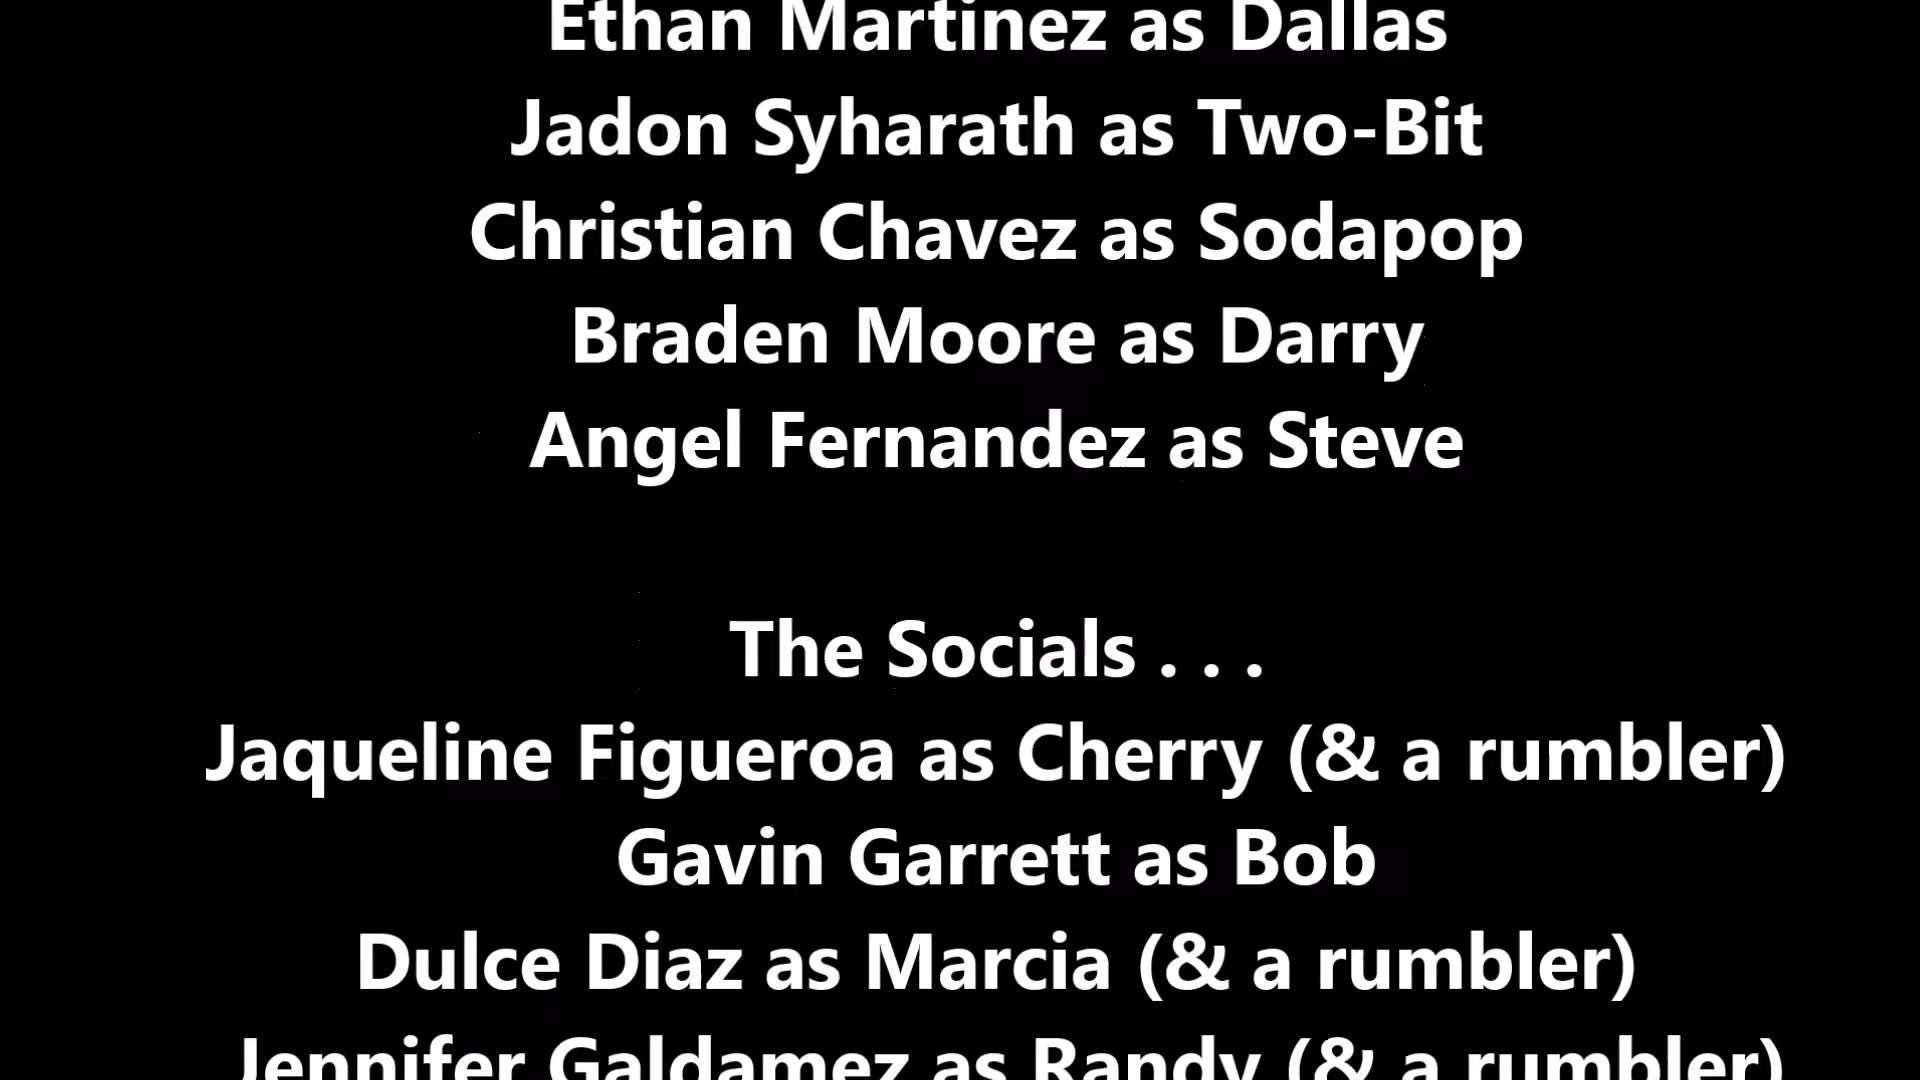 Ethan Martinez as Dallas
Jadon Syharath as Two-Bit
Christian Chavez as Sodapop
Braden Moore as Darry
Angel Fernandez as Steve
The Socials . . .
Jaqueline Figueroa as Cherry (& a rumbler)
Gavin Garrett as Bob
Dulce Diaz as Marcia (& a rumbler)
Jennifer Galdamez as Randy (& a rumbler)